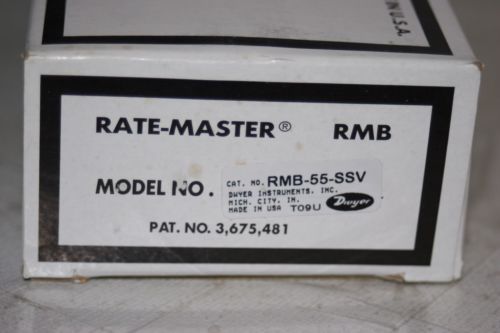 IN U.S.A.
RATE-MASTER® RMB
MODEL NO.
CAT. NO. RMB-55-SSV
DWYER INSTRUMENTS, INC.
MICH. CITY, IN.
MADE IN USA T09U Dwyer
PAT. NO. 3,675,481